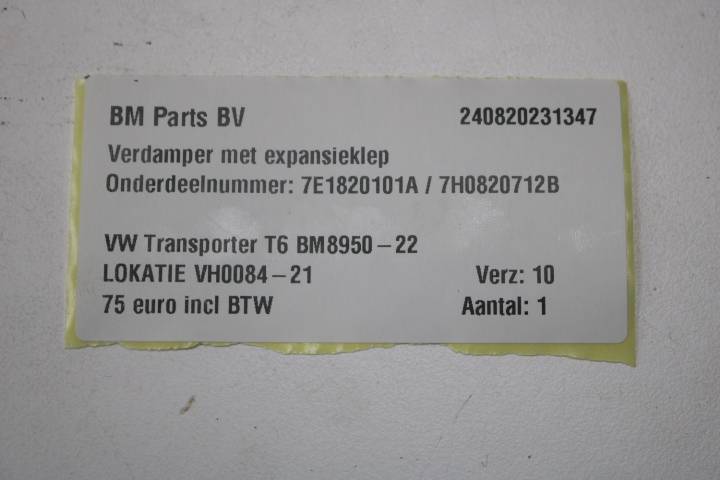 BM Parts BV 240820231347
Verdamper met expansieklep
Onderdeelnummer: 7E1820101A / 7H0820712B
VW Transporter T6 BM8950-22
LOKATIE VH0084-21 Verz: 10
75 euro incl BTW Aantal: 1